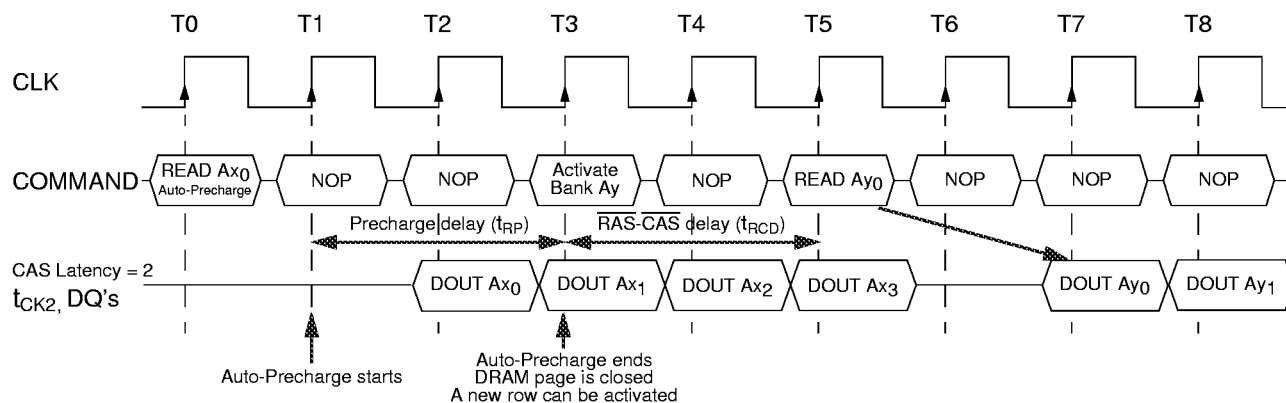 T0 T1 T2 T3 T4 T5 T6 T7 T8
CLK
COMMAND
READ Ax0
Auto-Precharge
NOP
NOP
Activate
Bank Ay
NOP
READ Ay0
NOP
NOP
NOP
Precharge delay (tRP)
RAS-CAS delay (tRCD)
CAS Latency = 2
tCK2, DQ's
DOUT Ax0
DOUT Ax1
DOUT Ax2
DOUT Ax3
DOUT Ay0
DOUT Ay1
Auto-Precharge starts
Auto-Precharge ends
DRAM page is closed
A new row can be activated